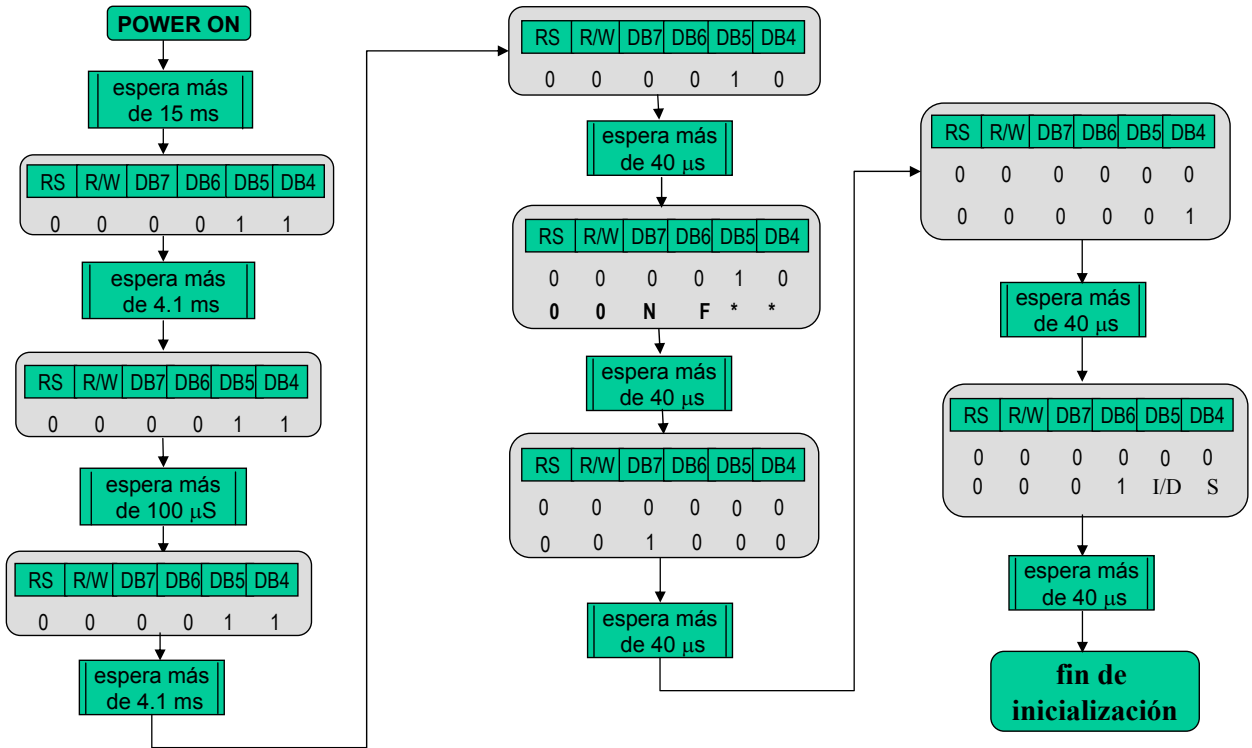 POWER ON
espera más
de 15 ms
RS R/W DB7 DB6 DB5 DB4
0 0 0 0 1 1
espera más
de 4.1 ms
RS R/W DB7 DB6 DB5 DB4
0 0 0 0 1 1
espera más
de 100 µS
RS R/W DB7 DB6 DB5 DB4
0 0 0 0 1 1
espera más
de 4.1 ms
RS R/W DB7 DB6 DB5 DB4
0 0 0 0 1 0
espera más
de 40 µs
RS R/W DB7 DB6 DB5 DB4
0 0 0 0 1 0
0 0 N F * *
espera más
de 40 µs
RS R/W DB7 DB6 DB5 DB4
0 0 0 0 0 0
0 0 1 0 0 0
espera más
de 40 µs
RS R/W DB7 DB6 DB5 DB4
0 0 0 0 0 0
0 0 0 0 0 1
espera más
de 40 µs
RS R/W DB7 DB6 DB5 DB4
0 0 0 0 0 0
0 0 0 1 I/D S
espera más
de 40 µs
fin de
inicialización